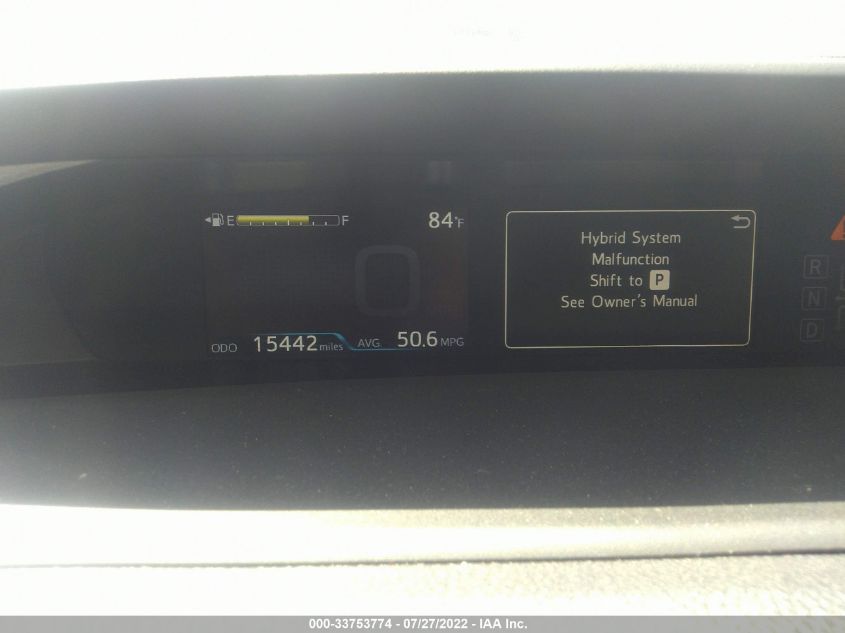 E F
84°F
ODO 15442 miles
AVG. 50.6 MPG
0
Hybrid System
Malfunction
Shift to P
See Owner's Manual
R
N
D
000-33753774 - 07/27/2022 - IAA Inc.